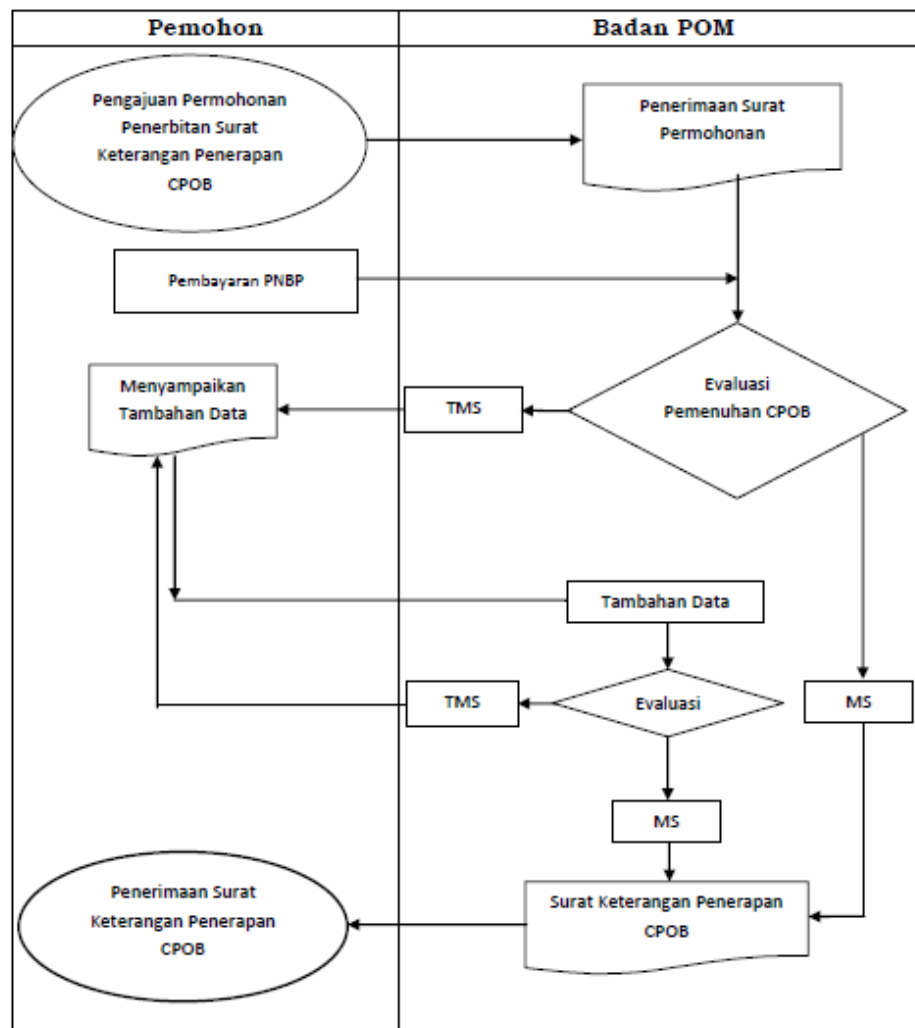 Pemohon
Badan POM
Pengajuan Permohonan
Penerbitan Surat
Keterangan Penerapan
CPOB
Penerimaan Surat
Permohonan
Pembayaran PNBP
Evaluasi
Pemenuhan CPOB
TMS
Menyampaikan
Tambahan Data
Tambahan Data
Evaluasi
TMS
MS
MS
Surat Keterangan Penerapan
CPOB
Penerimaan Surat
Keterangan Penerapan
CPOB